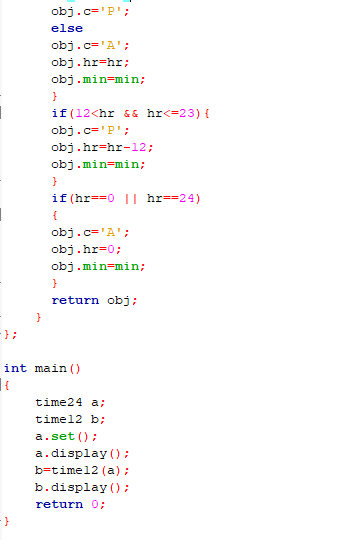 obj.c='P';
else
obj.c='A';
obj.hr=hr;
obj.min=min;
}
if(12<hr && hr<=23){
obj.c='P';
obj.hr=hr-12;
obj.min=min;
}
if(hr==0 || hr==24)
{
obj.c='A';
obj.hr=0;
obj.min=min;
}
return obj;
}
};
int main()
{
time24 a;
time12 b;
a.set();
a.display();
b=time12(a);
b.display();
return 0;
}